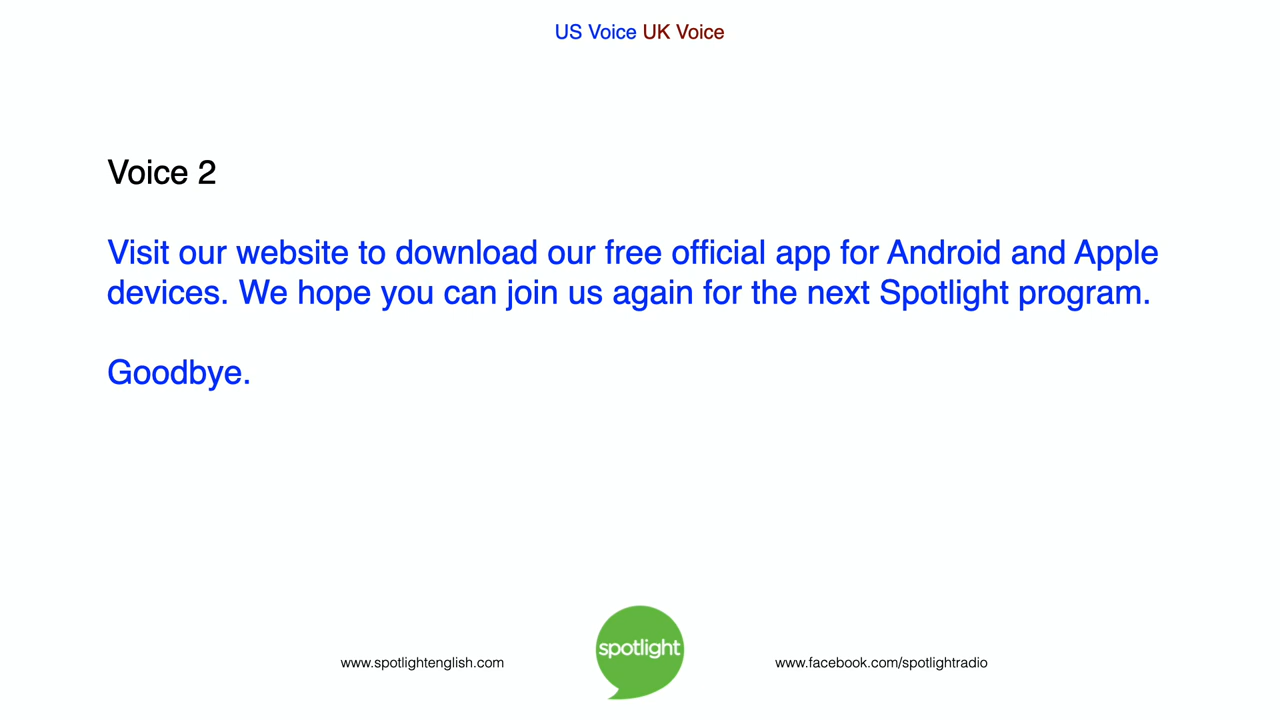 US Voice UK Voice
Voice 2
Visit our website to download our free official app for Android and Apple
devices. We hope you can join us again for the next Spotlight program.
Goodbye.
www.spotlightenglish.com
spotlight
www.facebook.com/spotlightradio